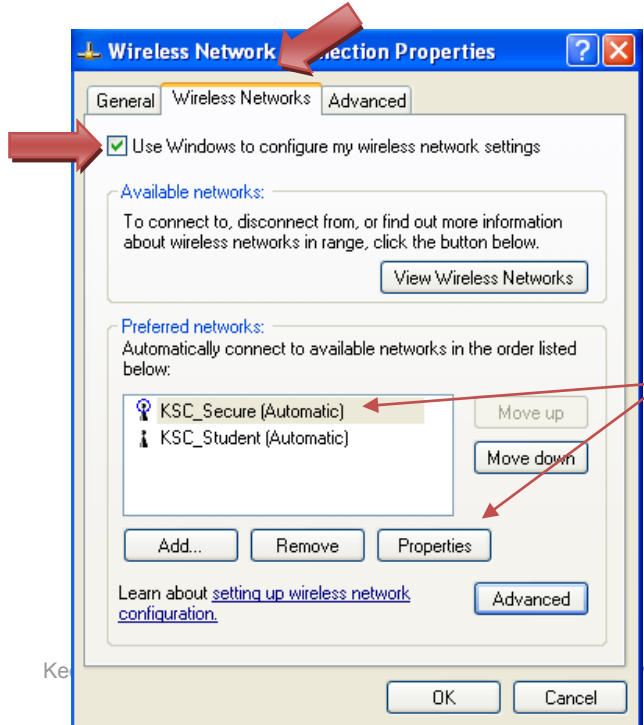 Wireless Network ection Properties
General Wireless Networks Advanced
Use Windows to configure my wireless network settings
Available networks:
To connect to, disconnect from, or find out more information
about wireless networks in range, click the button below.
View Wireless Networks
Preferred networks:
Automatically connect to available networks in the order listed
below:
KSC_Secure (Automatic)
KSC_Student (Automatic)
Move up
Move down
Add... Remove Properties
Learn about setting up wireless network
configuration.
Advanced
OK Cancel